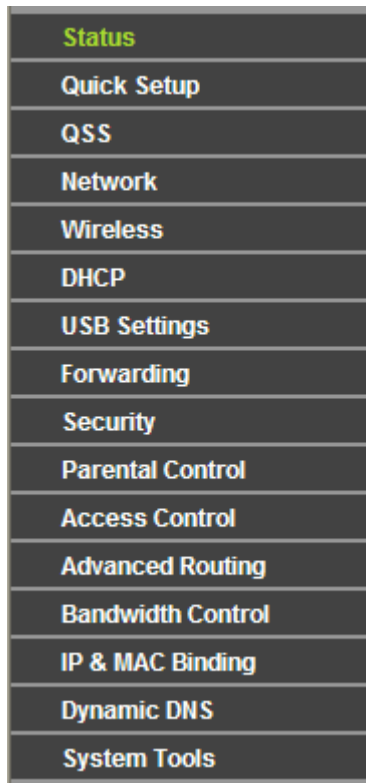 Status
Quick Setup
QSS
Network
Wireless
DHCP
USB Settings
Forwarding
Security
Parental Control
Access Control
Advanced Routing
Bandwidth Control
IP & MAC Binding
Dynamic DNS
System Tools